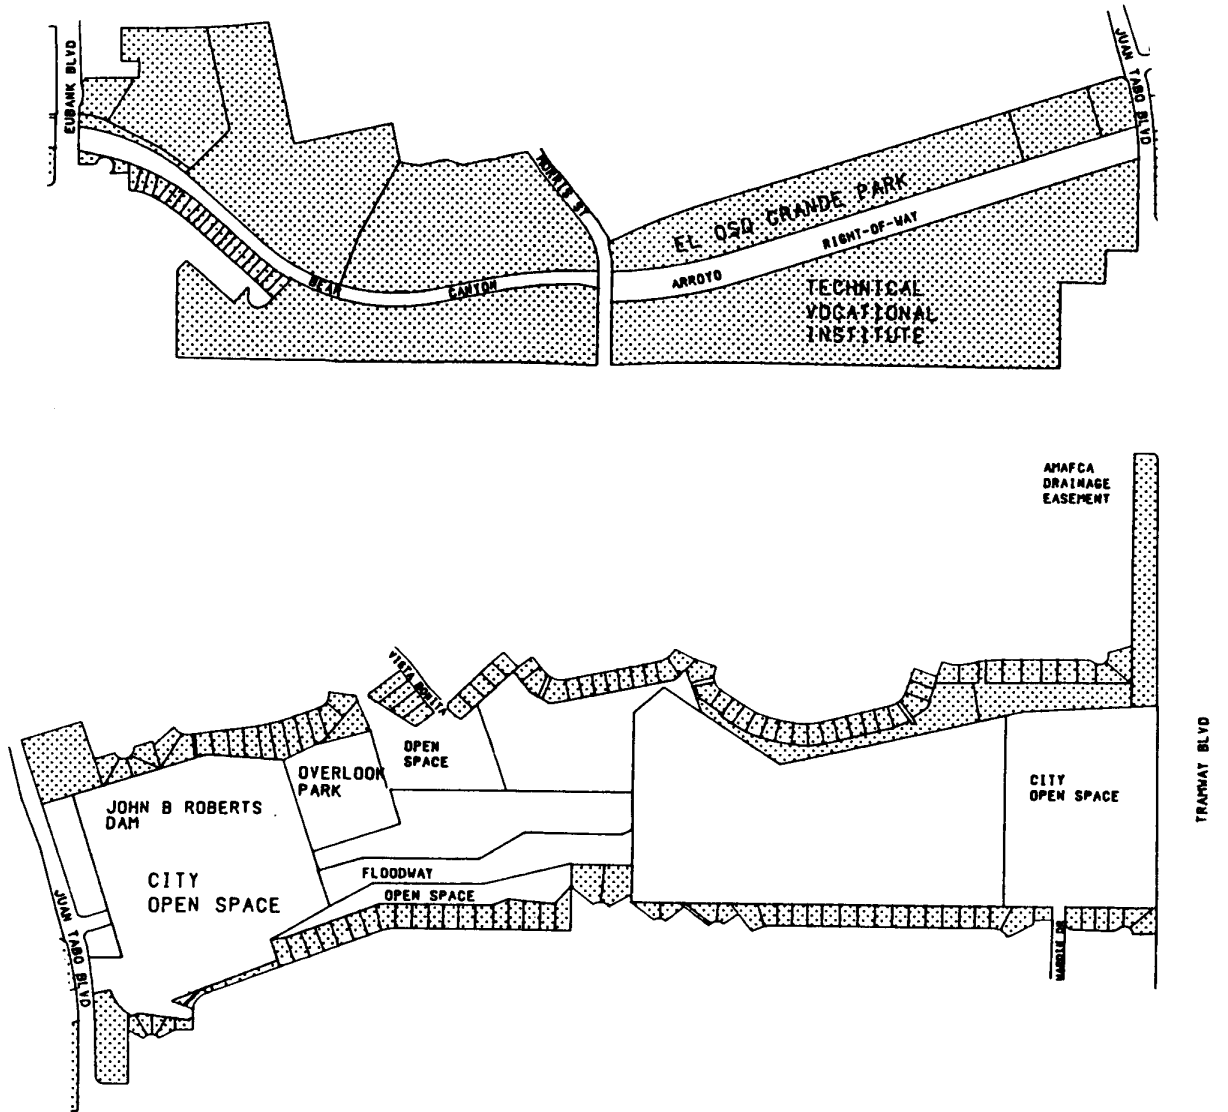 JUAN TABO BLVD
EUBANK BLVD
MORRIS ST
EL OSO GRANDE PARK
RIGHT-OF-WAY
ARROYO
BEAR
CANYON
TECHNICAL
VOCATIONAL
INSTITUTE
AMAFCA
DRAINAGE
EASEMENT
VISTA BONITA
OPEN
SPACE
OVERLOOK
PARK
JOHN B ROBERTS
DAM
CITY
OPEN SPACE
TRAMWAY BLVD
FLOODWAY
OPEN SPACE
CITY
OPEN SPACE
JUAN TABO BLVD